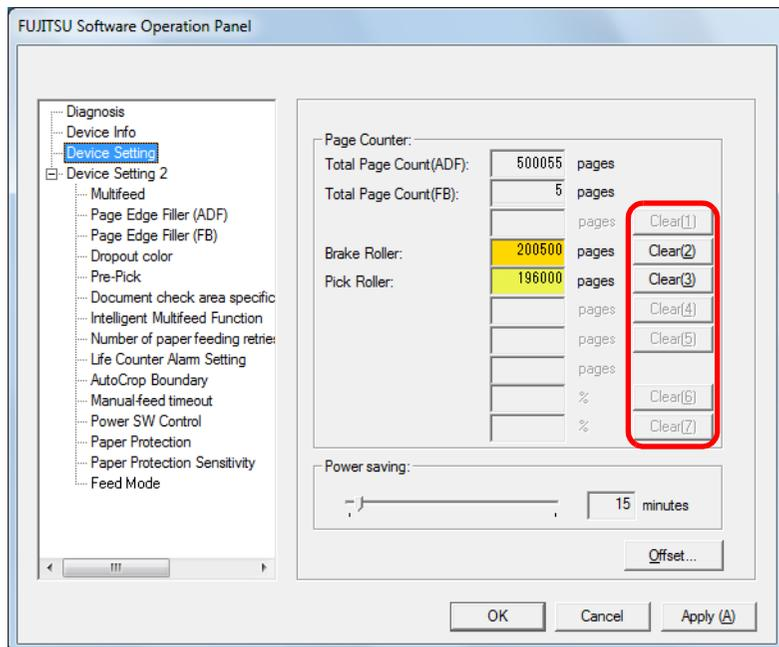 FUJITSU Software Operation Panel
Diagnosis
Device Info
Device Setting
Device Setting 2
Multifeed
Page Edge Filler (ADF)
Page Edge Filler (FB)
Dropout color
Pre-Pick
Document check area specific
Intelligent Multifeed Function
Number of paper feeding retries
Life Counter Alarm Setting
AutoCrop Boundary
Manual-feed timeout
Power SW Control
Paper Protection
Paper Protection Sensitivity
Feed Mode
Page Counter:
Total Page Count(ADF): 500055 pages
Total Page Count(FB): 5 pages
pages Clear(1)
Brake Roller: 200500 pages Clear(2)
Pick Roller: 196000 pages Clear(3)
pages Clear(4)
pages Clear(5)
pages
% Clear(6)
% Clear(7)
Power saving:
15 minutes
Offset...
OK Cancel Apply (A)